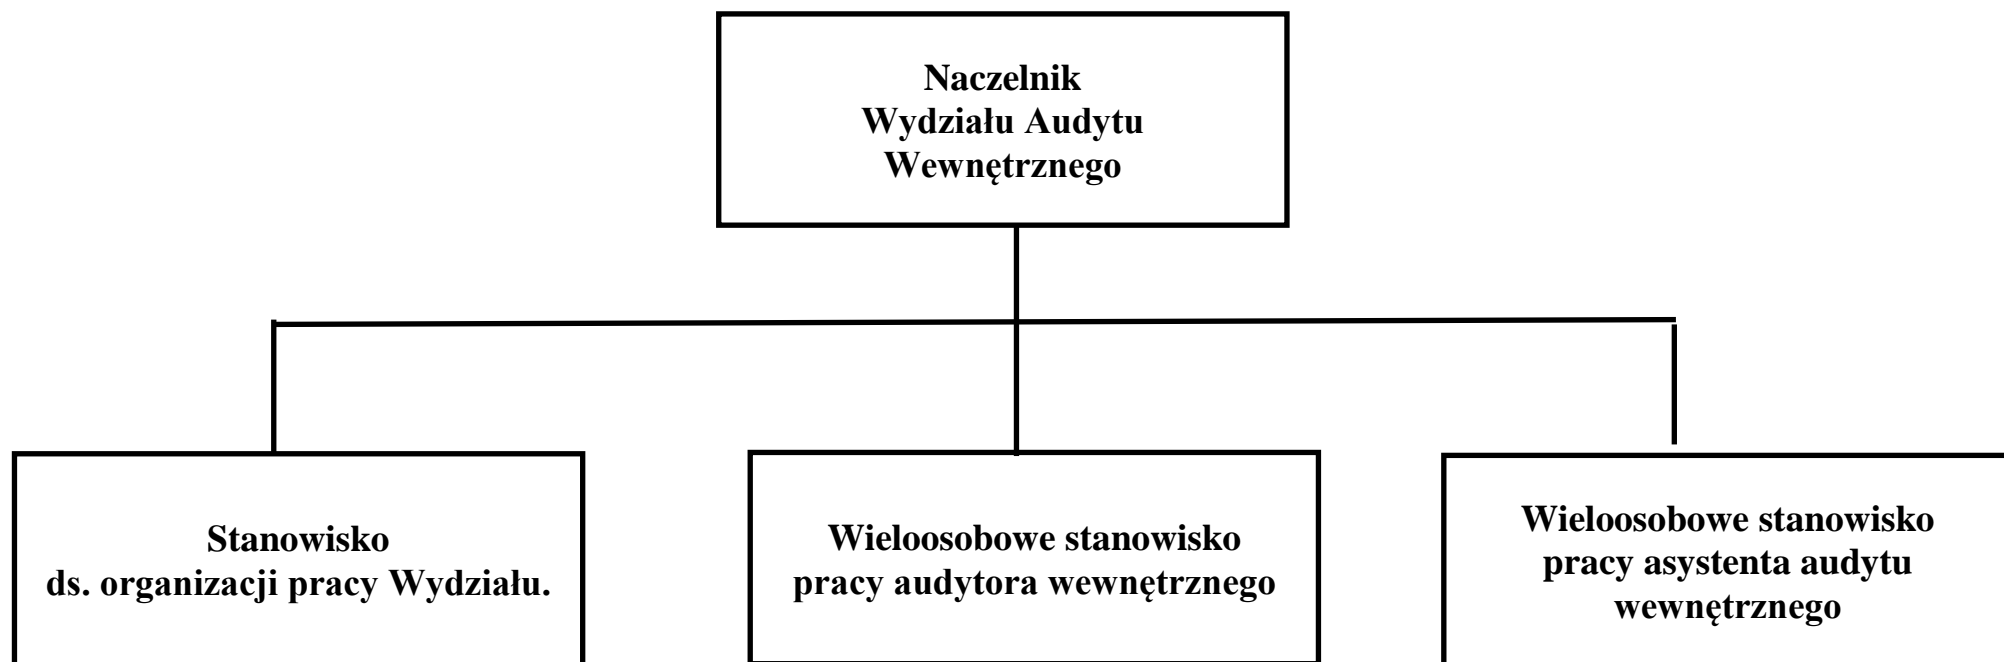 Naczelnik
Wydziału Audytu
Wewnętrznego
Stanowisko
ds. organizacji pracy Wydziału.
Wieloosobowe stanowisko
pracy audytora wewnętrznego
Wieloosobowe stanowisko
pracy asystenta audytu
wewnętrznego